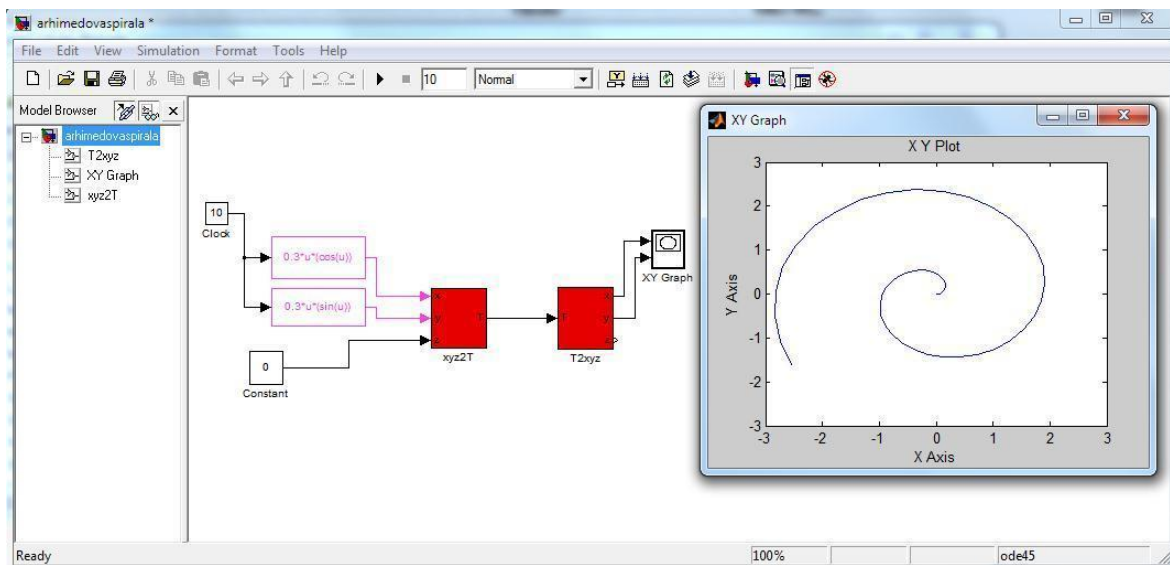 arhimedovaspirala *
File Edit View Simulation Format Tools Help
10 Normal
Model Browser
arhimedovaspirala
T2xyz
XY Graph
xyz2T
10
Clock
0.3*u*(cos(u))
0.3*u*(sin(u))
0
Constant
x
y
z
T
xyz2T
T
x
y
z
T2xyz
XY Graph
XY Graph
X Y Plot
3
2
1
0
-1
-2
-3
Y Axis
-3 -2 -1 0 1 2 3
X Axis
Ready 100% ode45